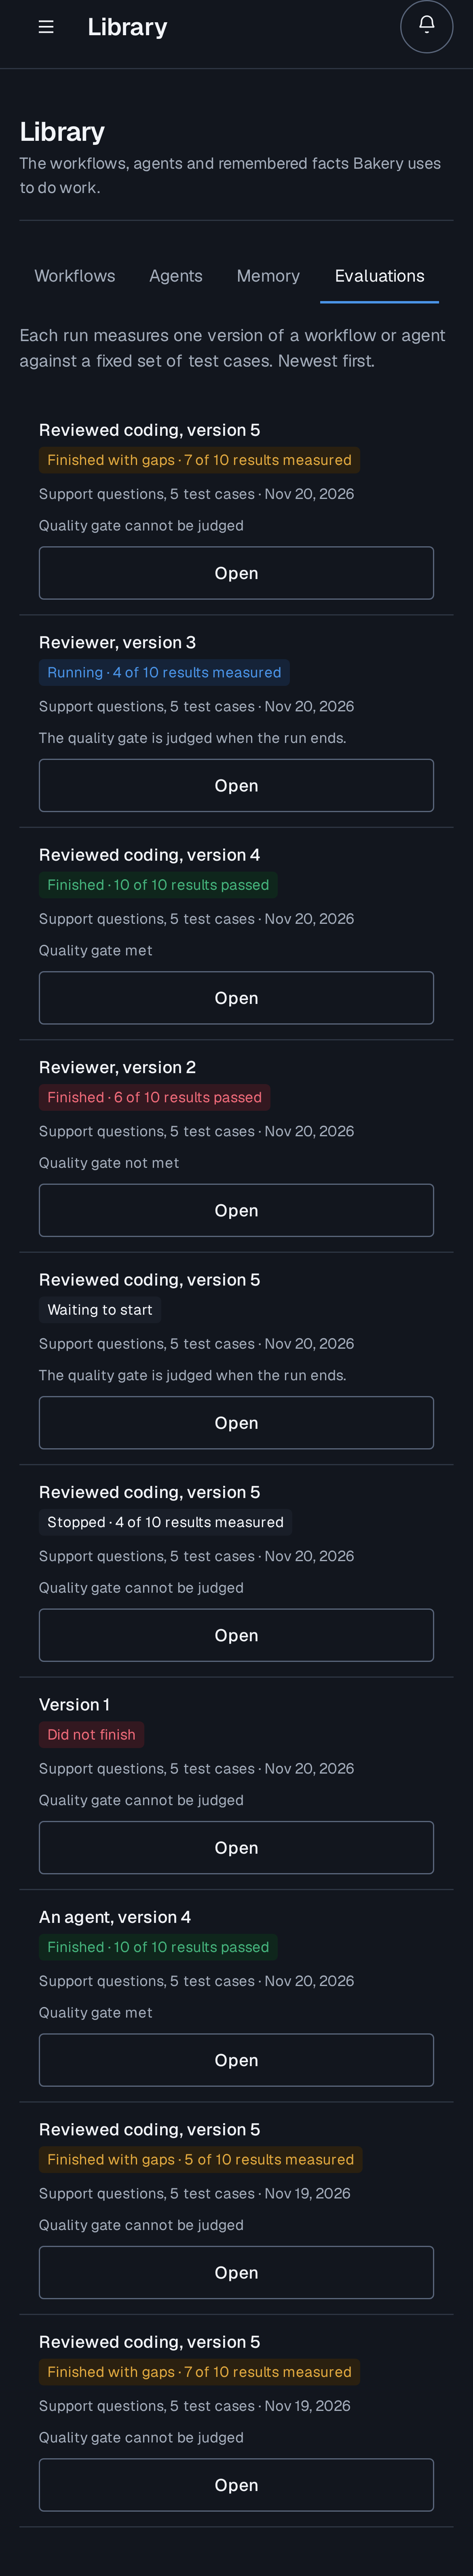 Library
Library
The workflows, agents and remembered facts Bakery uses
to do work.
Workflows Agents Memory Evaluations
Each run measures one version of a workflow or agent
against a fixed set of test cases. Newest first.
Reviewed coding, version 5
Finished with gaps · 7 of 10 results measured
Support questions, 5 test cases · Nov 20, 2026
Quality gate cannot be judged
Open
Reviewer, version 3
Running · 4 of 10 results measured
Support questions, 5 test cases · Nov 20, 2026
The quality gate is judged when the run ends.
Open
Reviewed coding, version 4
Finished · 10 of 10 results passed
Support questions, 5 test cases · Nov 20, 2026
Quality gate met
Open
Reviewer, version 2
Finished · 6 of 10 results passed
Support questions, 5 test cases · Nov 20, 2026
Quality gate not met
Open
Reviewed coding, version 5
Waiting to start
Support questions, 5 test cases · Nov 20, 2026
The quality gate is judged when the run ends.
Open
Reviewed coding, version 5
Stopped · 4 of 10 results measured
Support questions, 5 test cases · Nov 20, 2026
Quality gate cannot be judged
Open
Version 1
Did not finish
Support questions, 5 test cases · Nov 20, 2026
Quality gate cannot be judged
Open
An agent, version 4
Finished · 10 of 10 results passed
Support questions, 5 test cases · Nov 20, 2026
Quality gate met
Open
Reviewed coding, version 5
Finished with gaps · 5 of 10 results measured
Support questions, 5 test cases · Nov 19, 2026
Quality gate cannot be judged
Open
Reviewed coding, version 5
Finished with gaps · 7 of 10 results measured
Support questions, 5 test cases · Nov 19, 2026
Quality gate cannot be judged
Open